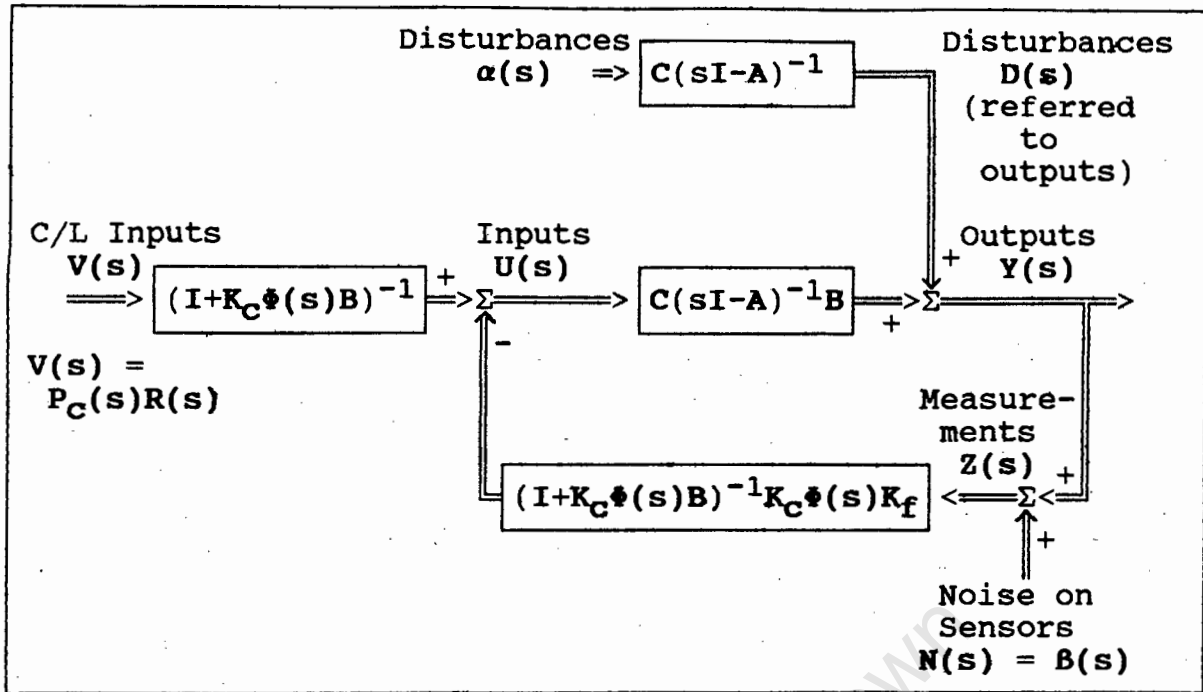 Disturbances
α(s) ⇒ C(sI-A)⁻¹
Disturbances
D(s)
(referred
to
outputs)
C/L Inputs
V(s)
(I+K_CΦ(s)B)⁻¹
+
Σ
-
Inputs
U(s)
C(sI-A)⁻¹B
+
+
Σ
Outputs
Y(s)
V(s) =
P_C(s)R(s)
Measure-
ments
Z(s)
+
(I+K_CΦ(s)B)⁻¹K_CΦ(s)K_f
Σ
+
Noise on
Sensors
N(s) = β(s)